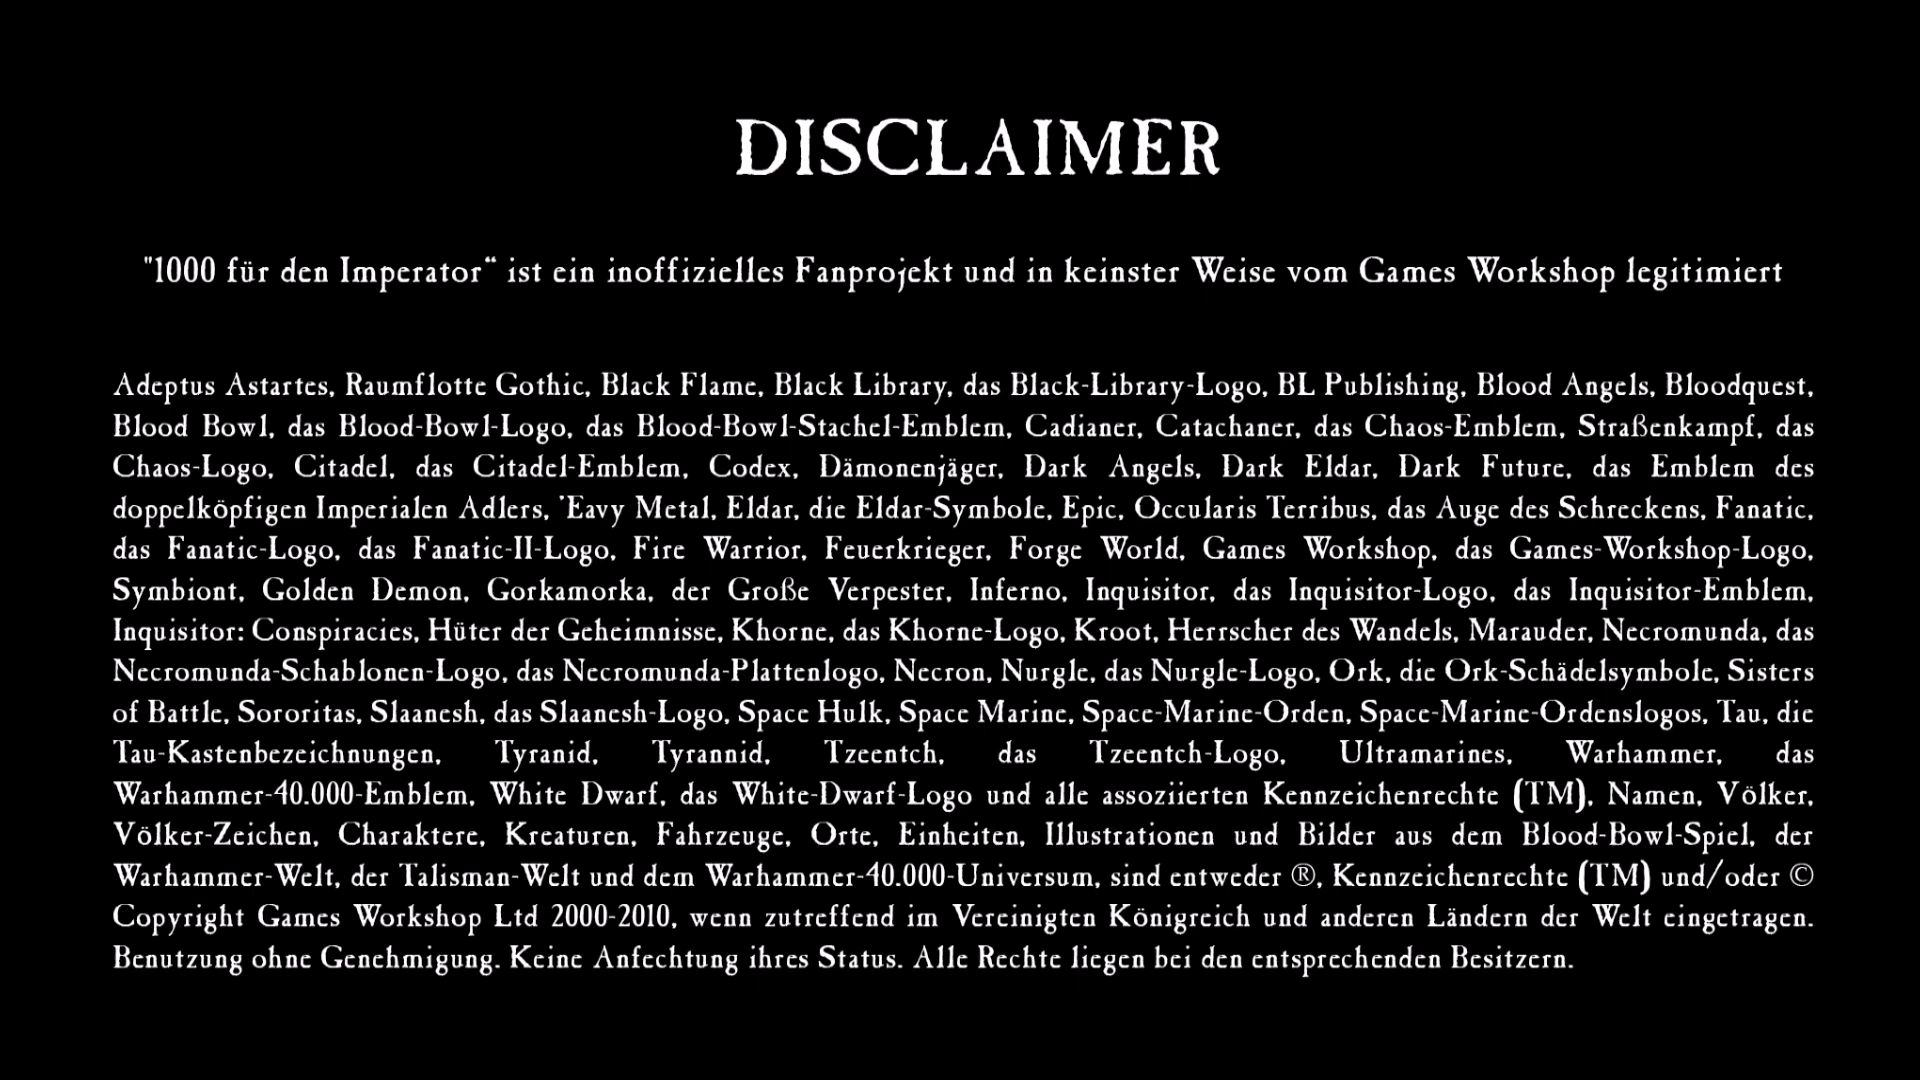 DISCLAIMER
"1000 für den Imperator“ ist ein inoffizielles Fanprojekt und in keinster Weise vom Games Workshop legitimiert
Adeptus Astartes, Raumflotte Gothic, Black Flame, Black Library, das Black-Library-Logo, BL Publishing, Blood Angels, Bloodquest,
Blood Bowl, das Blood-Bowl-Logo, das Blood-Bowl-Stachel-Emblem, Cadianer, Catachaner, das Chaos-Emblem, Straßenkampf, das
Chaos-Logo, Citadel, das Citadel-Emblem, Codex, Dämonenjäger, Dark Angels, Dark Eldar, Dark Future, das Emblem des
doppelköpfigen Imperialen Adlers, 'Eavy Metal, Eldar, die Eldar-Symbole, Epic, Occularis Terribus, das Auge des Schreckens, Fanatic,
das Fanatic-Logo, das Fanatic-II-Logo, Fire Warrior, Feuerkrieger, Forge World, Games Workshop, das Games-Workshop-Logo,
Symbiont, Golden Demon, Gorkamorka, der Große Verpester, Inferno, Inquisitor, das Inquisitor-Logo, das Inquisitor-Emblem,
Inquisitor: Conspiracies, Hüter der Geheimnisse, Khorne, das Khorne-Logo, Kroot, Herrscher des Wandels, Marauder, Necromunda, das
Necromunda-Schablonen-Logo, das Necromunda-Plattenlogo, Necron, Nurgle, das Nurgle-Logo, Ork, die Ork-Schädelsymbole, Sisters
of Battle, Sororitas, Slaanesh, das Slaanesh-Logo, Space Hulk, Space Marine, Space-Marine-Orden, Space-Marine-Ordenslogos, Tau, die
Tau-Kastenbezeichnungen, Tyranid, Tyrannid, Tzeentch, das Tzeentch-Logo, Ultramarines, Warhammer, das
Warhammer-40.000-Emblem, White Dwarf, das White-Dwarf-Logo und alle assoziierten Kennzeichenrechte (TM), Namen, Völker,
Völker-Zeichen, Charaktere, Kreaturen, Fahrzeuge, Orte, Einheiten, Illustrationen und Bilder aus dem Blood-Bowl-Spiel, der
Warhammer-Welt, der Talisman-Welt und dem Warhammer-40.000-Universum, sind entweder ®, Kennzeichenrechte (TM) und/oder ©
Copyright Games Workshop Ltd 2000-2010, wenn zutreffend im Vereinigten Königreich und anderen Ländern der Welt eingetragen.
Benutzung ohne Genehmigung. Keine Anfechtung ihres Status. Alle Rechte liegen bei den entsprechenden Besitzern.